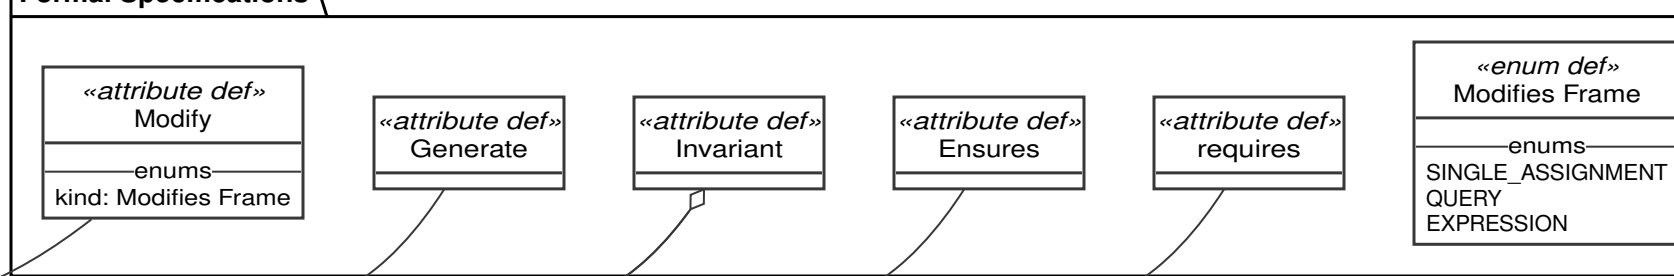 Formal Specifications
«attribute def»
Modify
enums
kind: Modifies Frame
«attribute def»
Generate
«attribute def»
Invariant
«attribute def»
Ensures
«attribute def»
requires
«enum def»
Modifies Frame
enums
SINGLE_ASSIGNMENT
QUERY
EXPRESSION